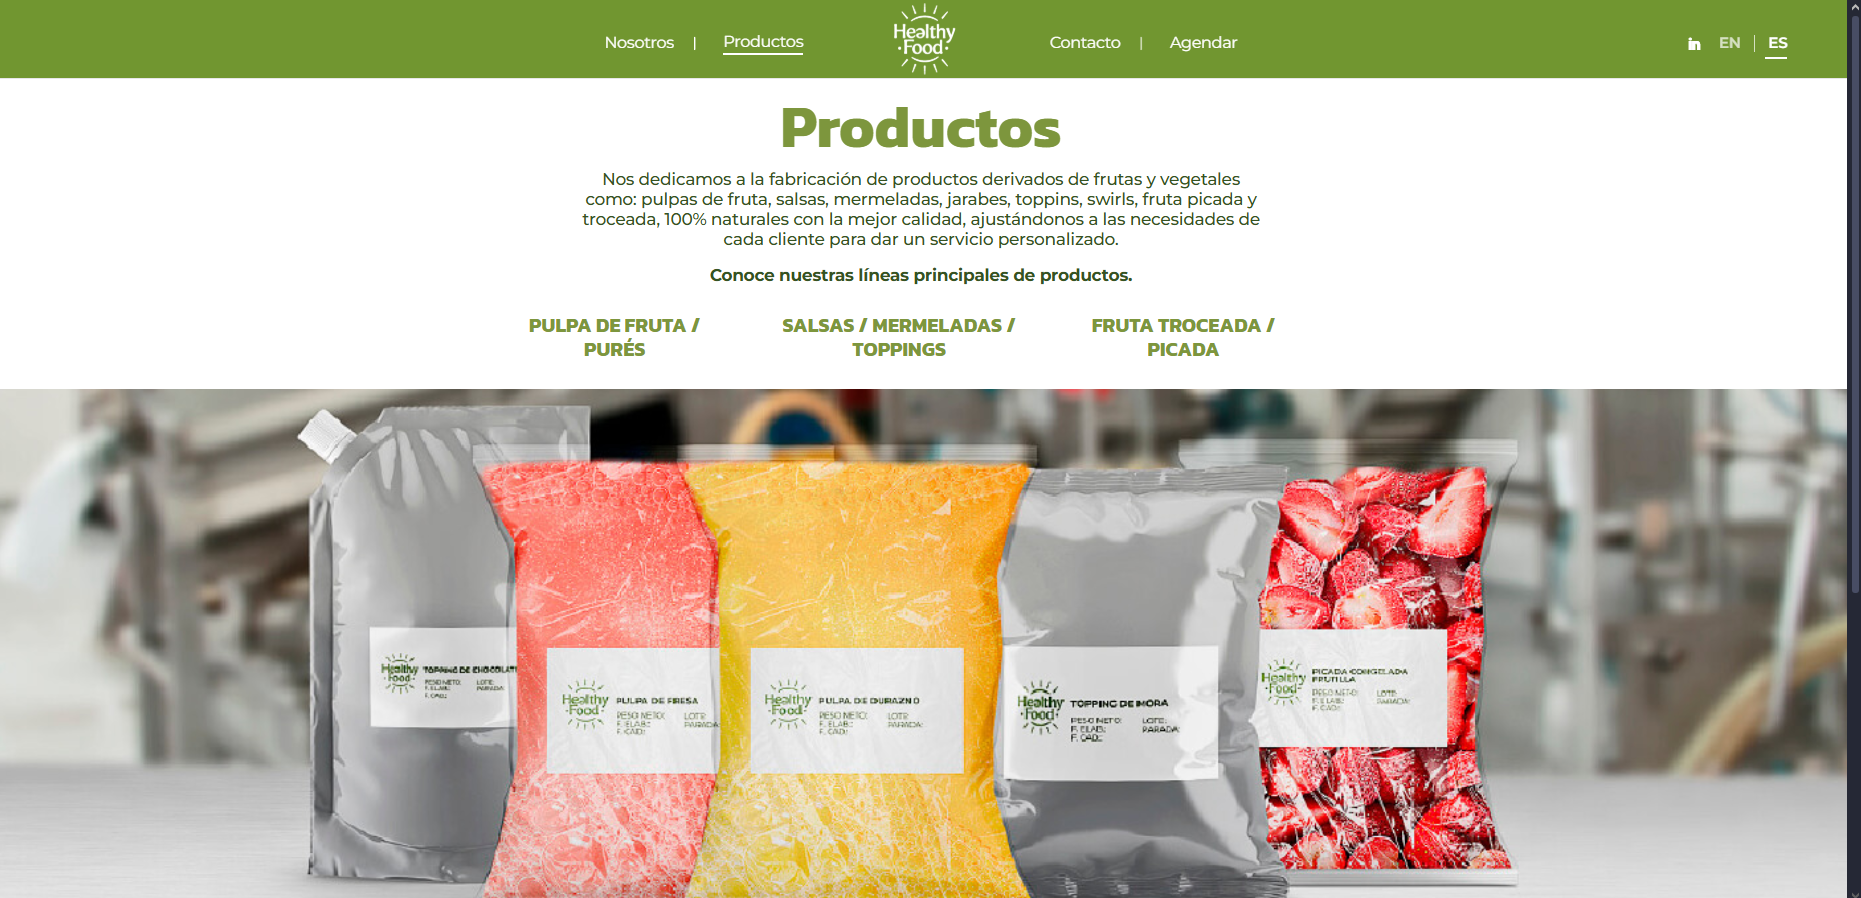 Nosotros | Productos
Healthy
Food
Contacto | Agendar
in EN | ES
Productos
Nos dedicamos a la fabricación de productos derivados de frutas y vegetales
como: pulpas de fruta, salsas, mermeladas, jarabes, toppins, swirls, fruta picada y
troceada, 100% naturales con la mejor calidad, ajustándonos a las necesidades de
cada cliente para dar un servicio personalizado.
Conoce nuestras líneas principales de productos.
PULPA DE FRUTA /
PURÉS
SALSAS / MERMELADAS /
TOPPINGS
FRUTA TROCEADA /
PICADA
Healthy
Food
TOPPING DE CHOCOLAT
PESO NETO: LOTE:
F. ELAB.: PARADA:
F. CAD.:
Healthy
Food
PULPA DE FRESA
PESO NETO: LOTE:
F. ELAB.: PARADA:
F. CAD.:
Healthy
Food
PULPA DE DURAZNO
PESO NETO: LOTE:
F. ELAB.: PARADA:
F. CAD.:
Healthy
Food
TOPPING DE MORA
PESO NETO: LOTE:
F. ELAB.: PARADA:
F. CAD.:
Healthy
Food
PICADA CONGELADA
FRUTILLA
PESO NETO: LOTE:
F. ELAB.: PARADA:
F. CAD.: